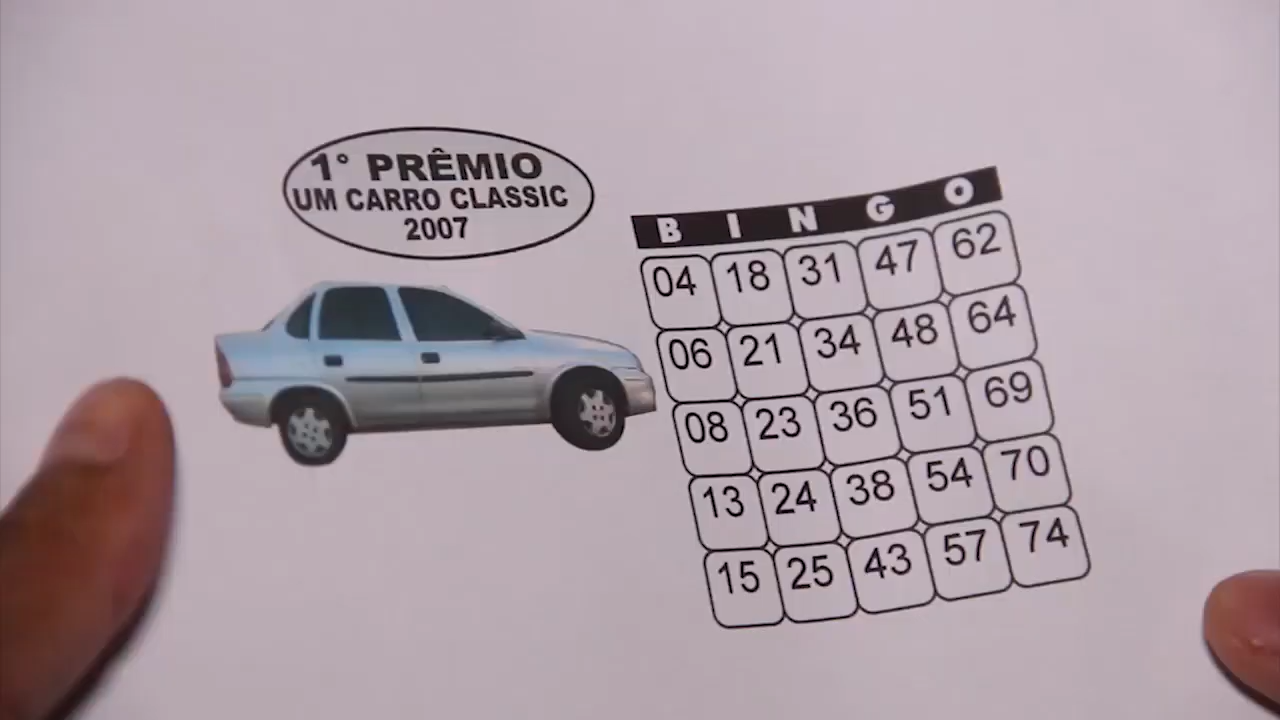 1° PRÊMIO
UM CARRO CLASSIC
2007
B I N G O
04 18 31 47 62
06 21 34 48 64
08 23 36 51 69
13 24 38 54 70
15 25 43 57 74